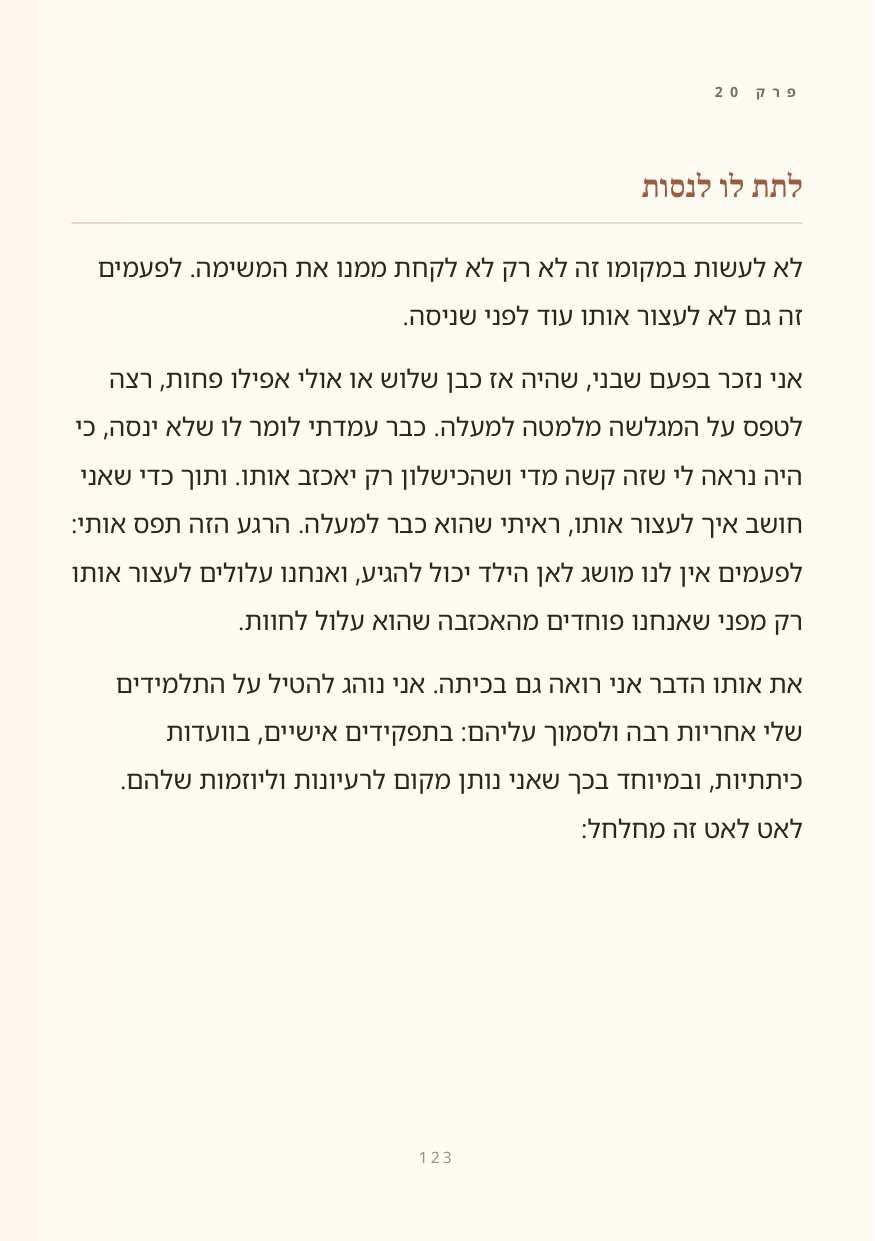 פרק 20
לתת לו לנסות
לא לעשות במקומו זה לא רק לא לקחת ממנו את המשימה. לפעמים
זה גם לא לעצור אותו עוד לפני שניסה.
אני נזכר בפעם שבני, שהיה אז כבן שלוש או אולי אפילו פחות, רצה
לטפס על המגלשה מלמטה למעלה. כבר עמדתי לומר לו שלא ינסה, כי
היה נראה לי שזה קשה מדי ושהכישלון רק יאכזב אותו. ותוך כדי שאני
חושב איך לעצור אותו, ראיתי שהוא כבר למעלה. הרגע הזה תפס אותי:
לפעמים אין לנו מושג לאן הילד יכול להגיע, ואנחנו עלולים לעצור אותו
רק מפני שאנחנו פוחדים מהאכזבה שהוא עלול לחוות.
את אותו הדבר אני רואה גם בכיתה. אני נוהג להטיל על התלמידים
שלי אחריות רבה ולסמוך עליהם: בתפקידים אישיים, בוועדות
כיתתיות, ובמיוחד בכך שאני נותן מקום לרעיונות וליוזמות שלהם.
לאט לאט זה מחלחל:
123